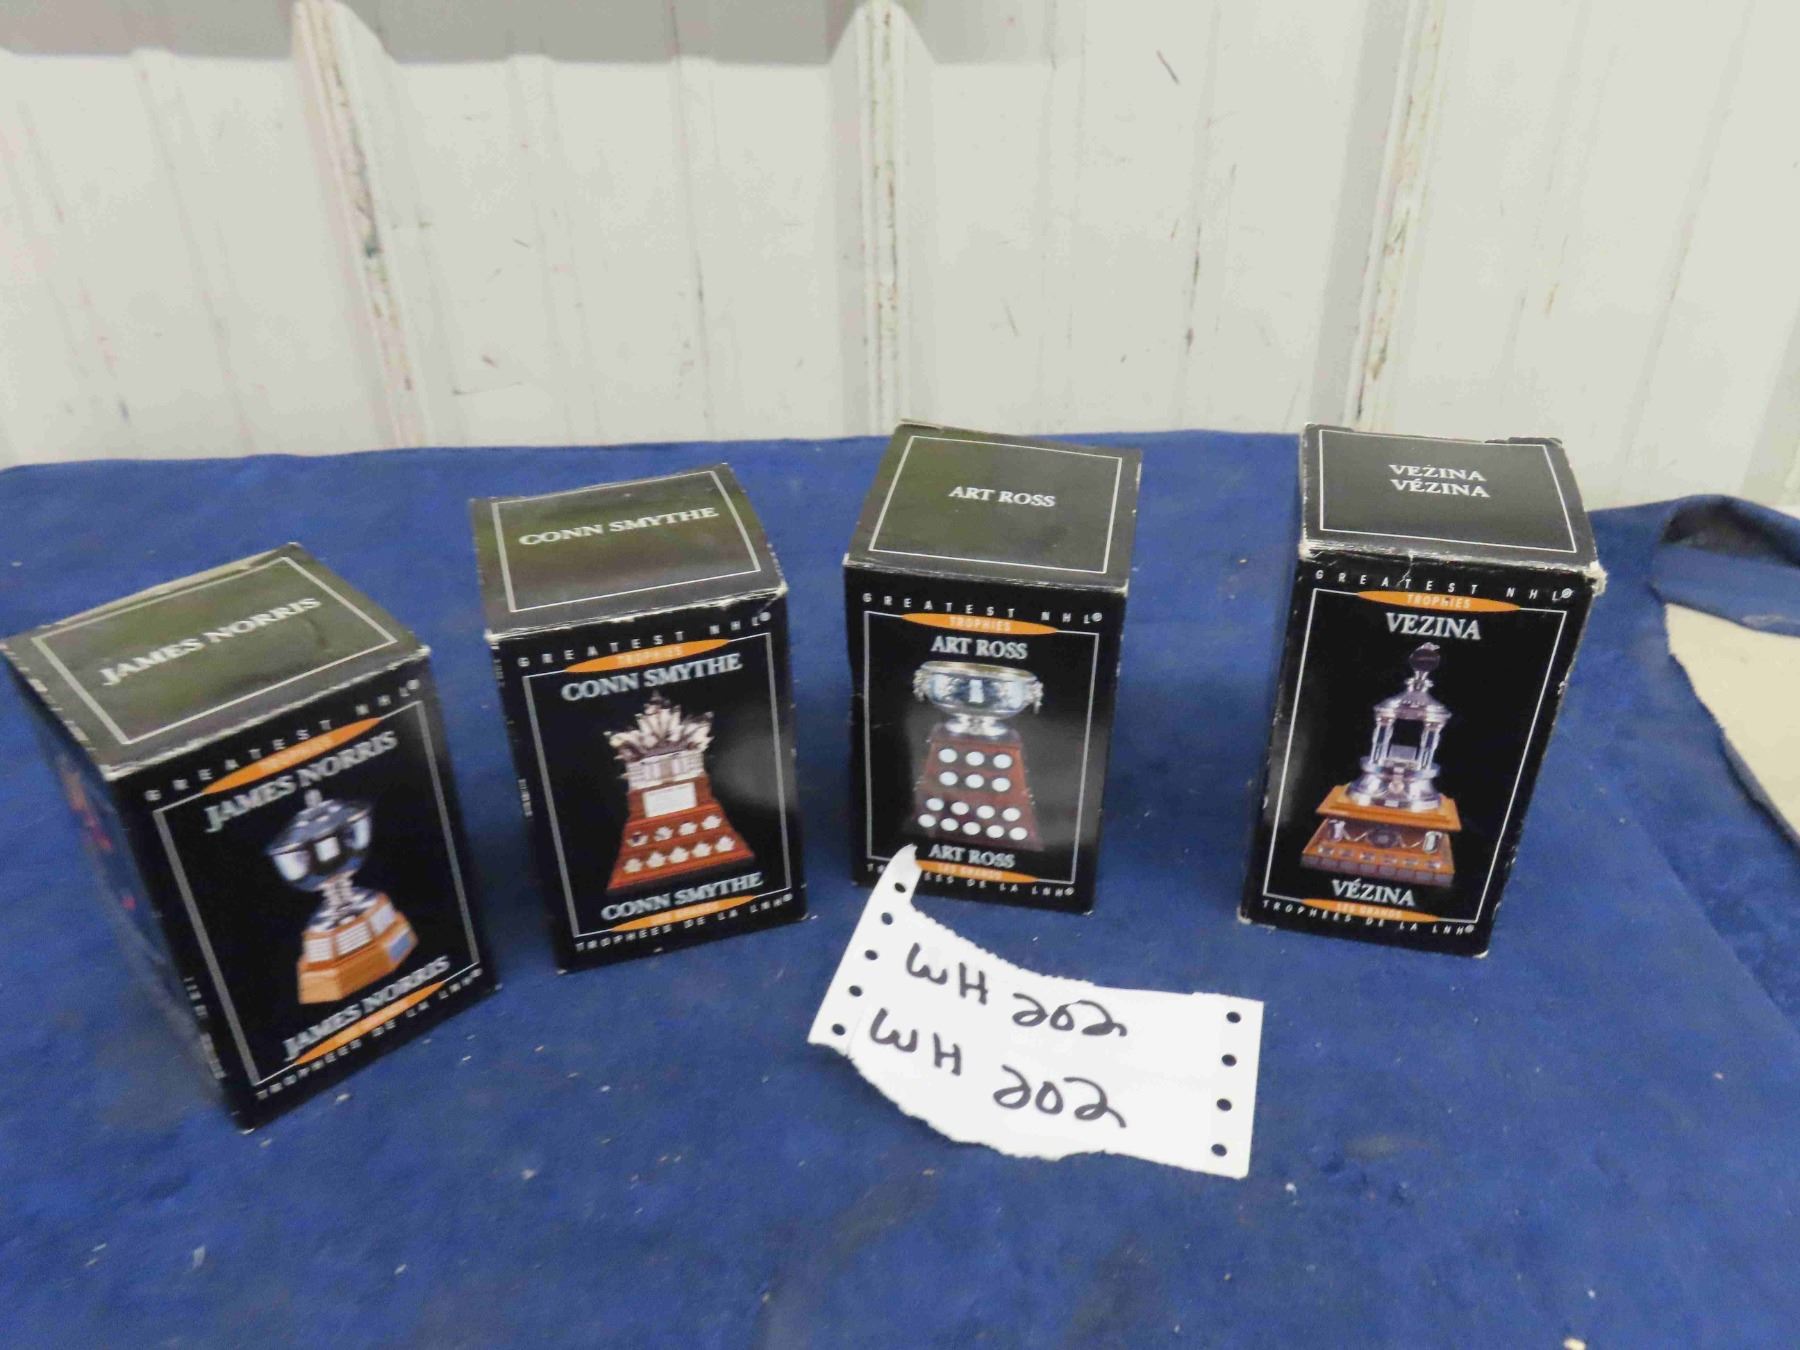 JAMES NORRIS
GREATEST NHL®
TROPHIES
JAMES NORRIS
JAMES NORRIS
LES GRANDS
TROPHEES DE LA LNH®
CONN SMYTHE
GREATEST NHL®
TROPHIES
CONN SMYTHE
CONN SMYTHE
LES GRANDS
TROPHEES DE LA LNH®
ART ROSS
GREATEST NHL®
TROPHIES
ART ROSS
ART ROSS
LES GRANDS
DE LA LNH®
VEZINA
VÉZINA
GREATEST NHL®
TROPHIES
VEZINA
VÉZINA
LES GRANDS
TROPHEES DE LA LNH®
WH 202
WH 202